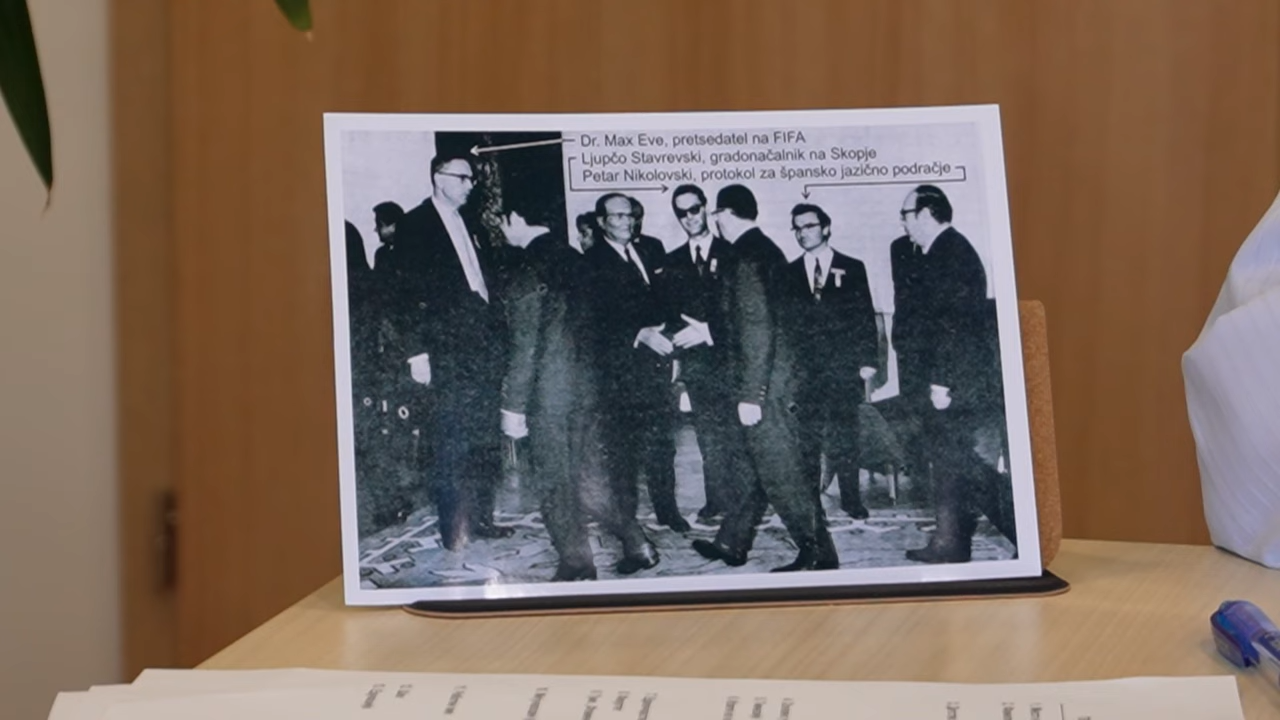 Dr. Max Eve, pretsedatel na FIFA
Ljupčo Stavrevski, gradonačalnik na Skopje
Petar Nikolovski, protokol za špansko jazično područje